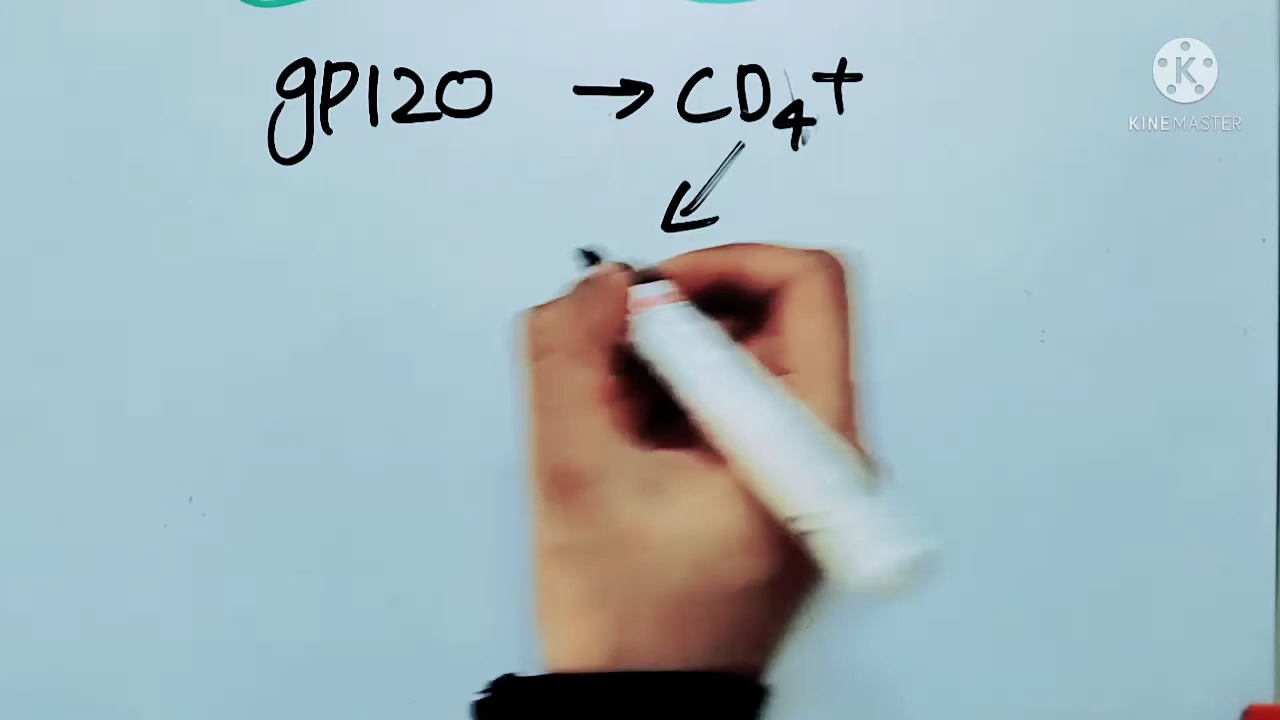 gp120 → CD4+
K
KINEMASTER